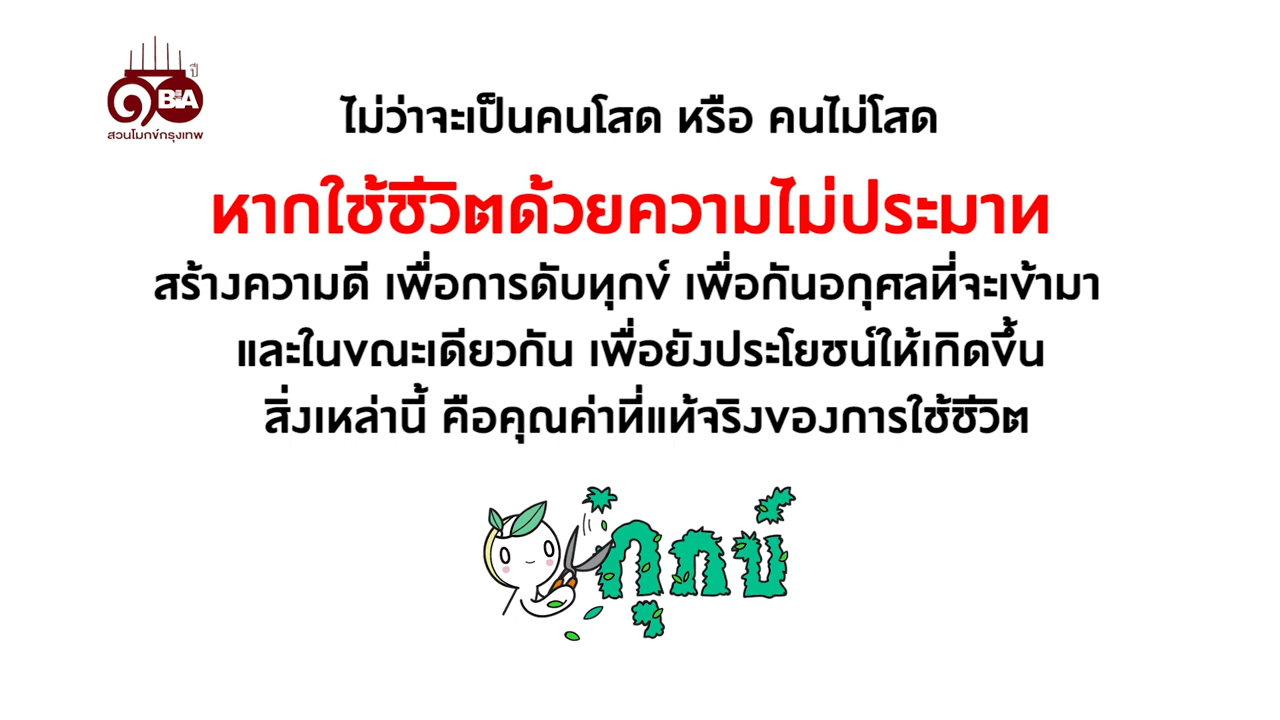 ๑๐ ปี
BIA
สวนโมกข์กรุงเทพ
ไม่ว่าจะเป็นคนโสด หรือ คนไม่โสด
หากใช้ชีวิตด้วยความไม่ประมาท
สร้างความดี เพื่อการดับทุกข์ เพื่อกันอกุศลที่จะเข้ามา
และในขณะเดียวกัน เพื่อยังประโยชน์ให้เกิดขึ้น
สิ่งเหล่านี้ คือคุณค่าที่แท้จริงของการใช้ชีวิต
ทุกข์